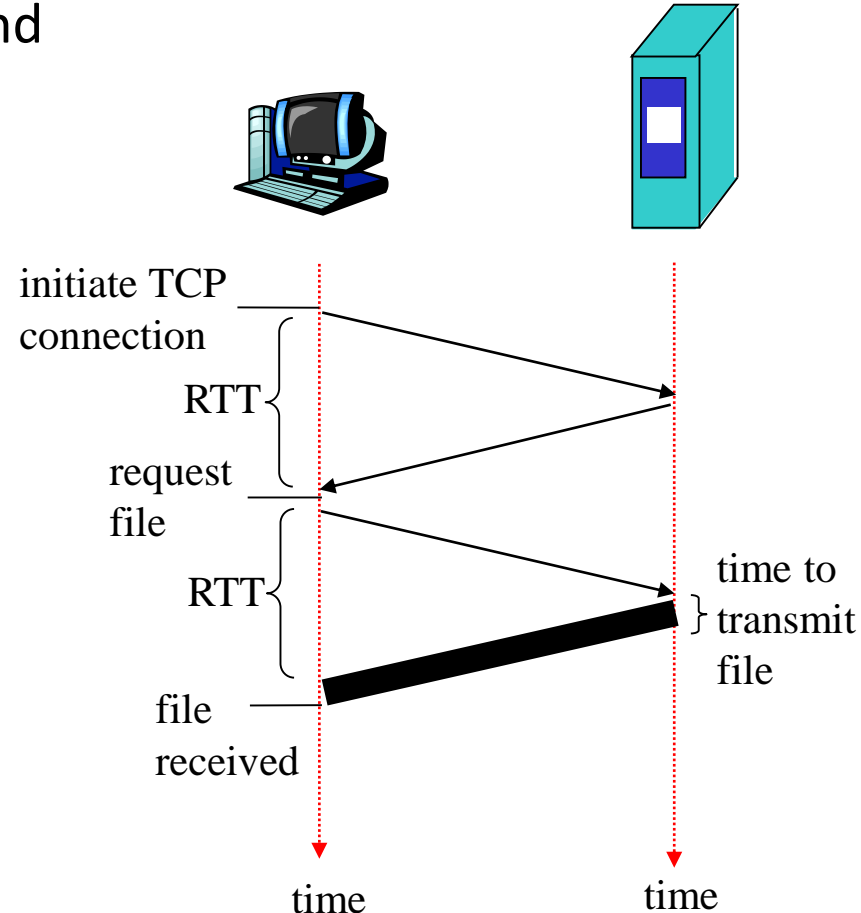 nd
initiate TCP
connection
RTT
request
file
RTT
time to
transmit
file
file
received
time
time